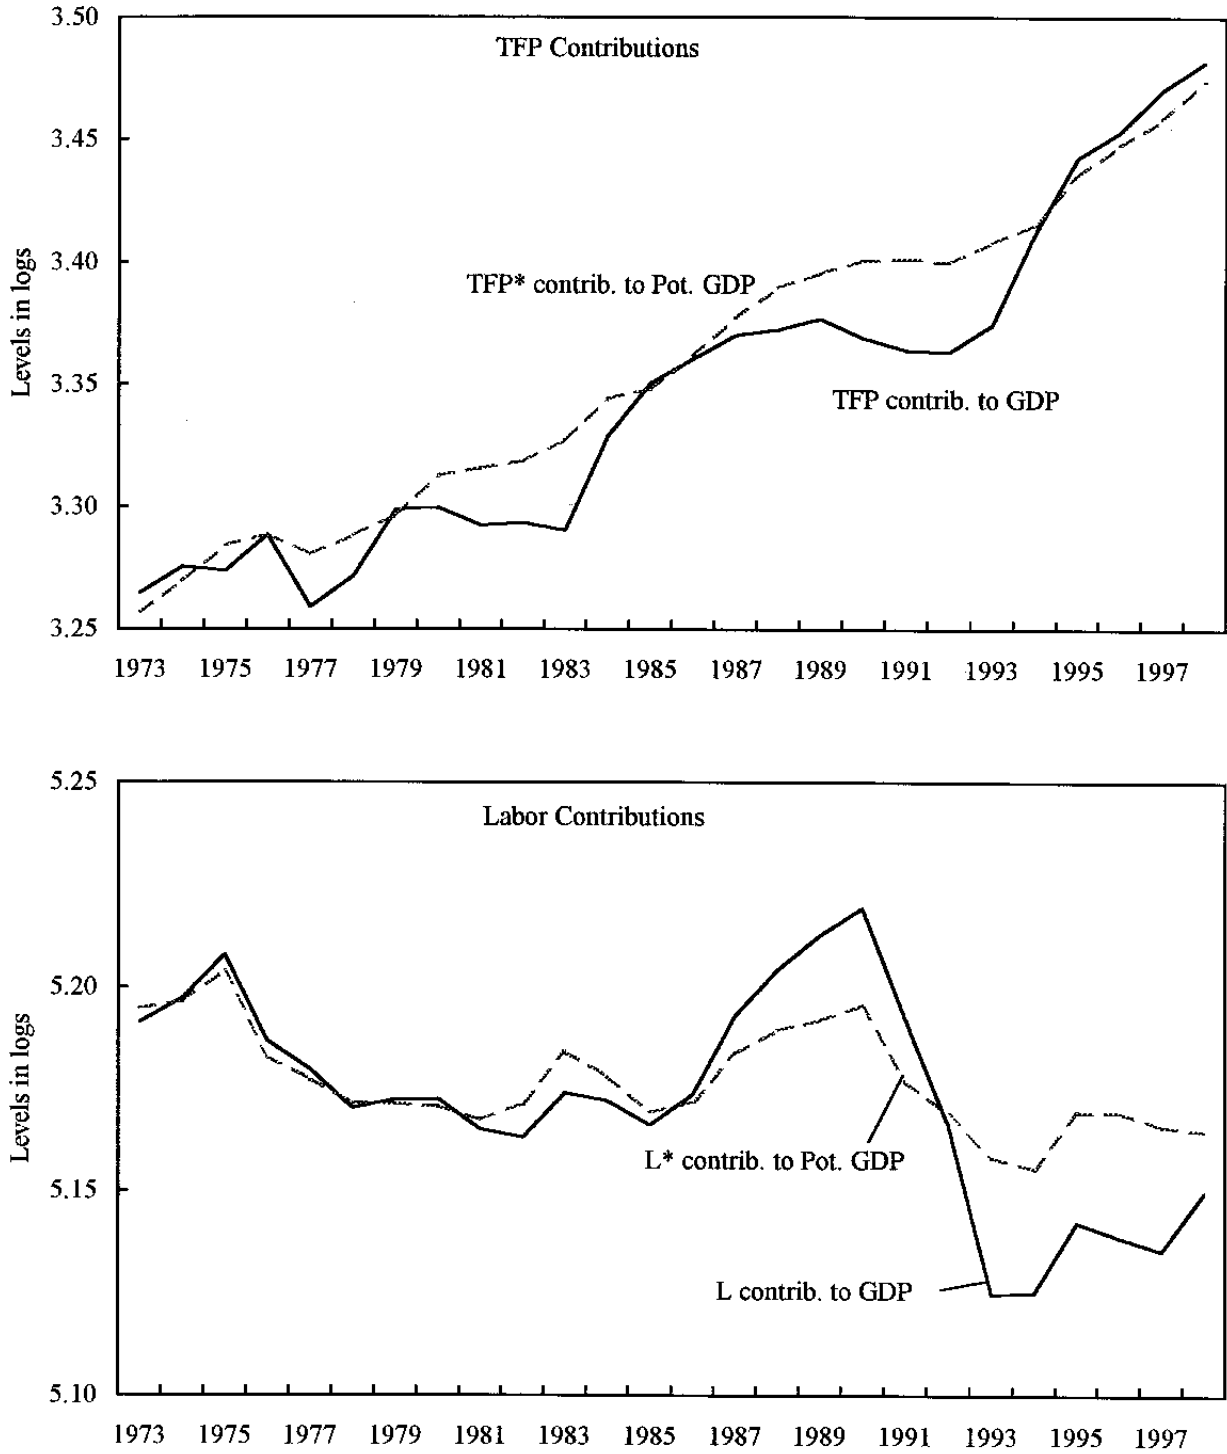 TFP Contributions
3.50
3.45
3.40
3.35
3.30
3.25
Levels in logs
TFP* contrib. to Pot. GDP
TFP contrib. to GDP
1973 1975 1977 1979 1981 1983 1985 1987 1989 1991 1993 1995 1997
Labor Contributions
5.25
5.20
5.15
5.10
Levels in logs
L* contrib. to Pot. GDP
L contrib. to GDP
1973 1975 1977 1979 1981 1983 1985 1987 1989 1991 1993 1995 1997